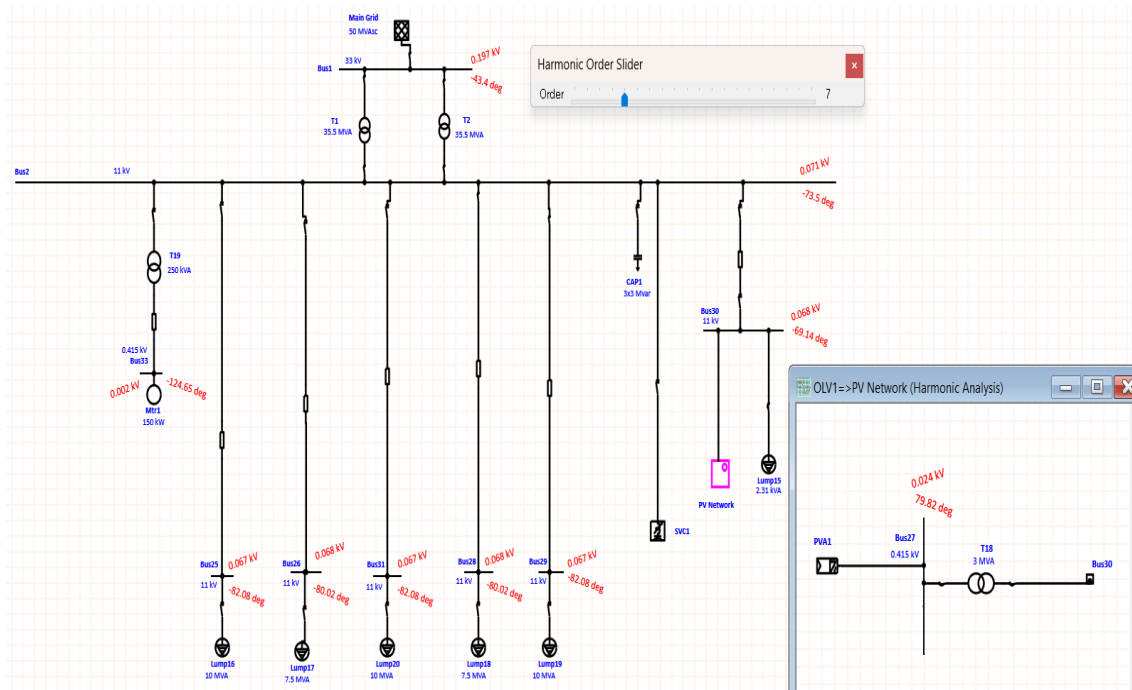 Main Grid
50 MVAsc
Bus1
33 kV
0.197 kV
-43.4 deg
Harmonic Order Slider
Order
7
T1
35.5 MVA
T2
35.5 MVA
Bus2
11 kV
0.071 kV
-73.5 deg
T19
250 kVA
CAP1
3x3 Mvar
Bus30
11 kV
0.068 kV
-69.14 deg
0.415 kV
Bus33
0.002 kV
-124.65 deg
Mtr1
150 kW
PV Network
Lump15
2.31 kVA
SVC1
Bus25
11 kV
0.067 kV
-82.08 deg
Bus26
11 kV
0.068 kV
-80.02 deg
Bus31
11 kV
0.067 kV
-82.08 deg
Bus28
11 kV
0.068 kV
-80.02 deg
Bus29
11 kV
0.067 kV
-82.08 deg
Lump16
10 MVA
Lump17
7.5 MVA
Lump20
10 MVA
Lump18
7.5 MVA
Lump19
10 MVA
OLV1=>PV Network (Harmonic Analysis)
0.024 kV
79.82 deg
PVA1
Bus27
0.415 kV
T18
3 MVA
Bus30